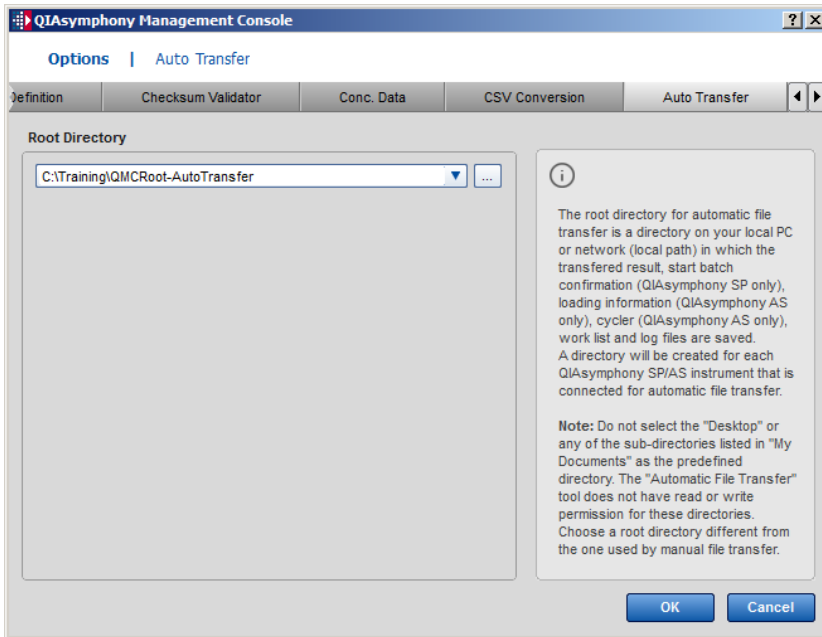 QIAsymphony Management Console
Options | Auto Transfer
Definition Checksum Validator Conc. Data CSV Conversion Auto Transfer
Root Directory
C:\Training\QMCRoot-AutoTransfer
...
The root directory for automatic file
transfer is a directory on your local PC
or network (local path) in which the
transfered result, start batch
confirmation (QIAsymphony SP only),
loading information (QIAsymphony AS
only), cycler (QIAsymphony AS only),
work list and log files are saved.
A directory will be created for each
QIAsymphony SP/AS instrument that is
connected for automatic file transfer.
Note: Do not select the "Desktop" or
any of the sub-directories listed in "My
Documents" as the predefined
directory. The "Automatic File Transfer"
tool does not have read or write
permission for these directories.
Choose a root directory different from
the one used by manual file transfer.
OK Cancel